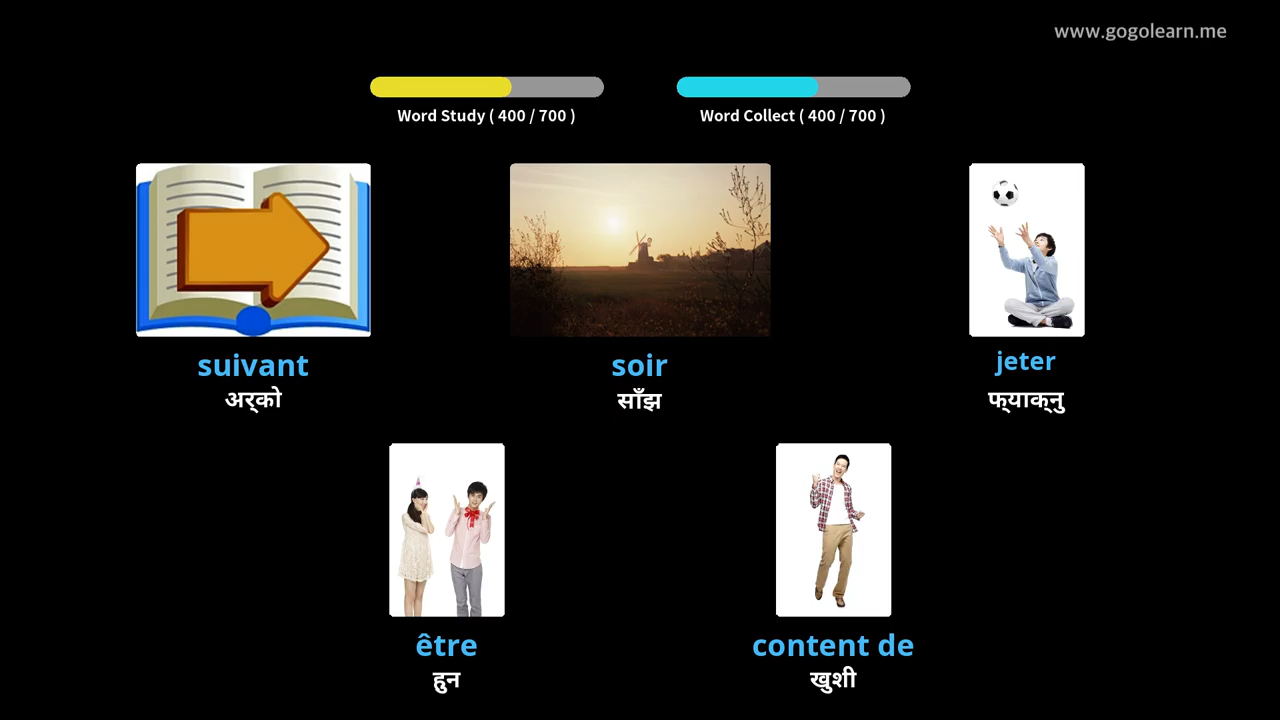 www.gogolearn.me
Word Study ( 400 / 700 )
Word Collect ( 400 / 700 )
suivant
अर्‍को
soir
साँझ
jeter
फ्याक्नु
être
हुन
content de
खुशी